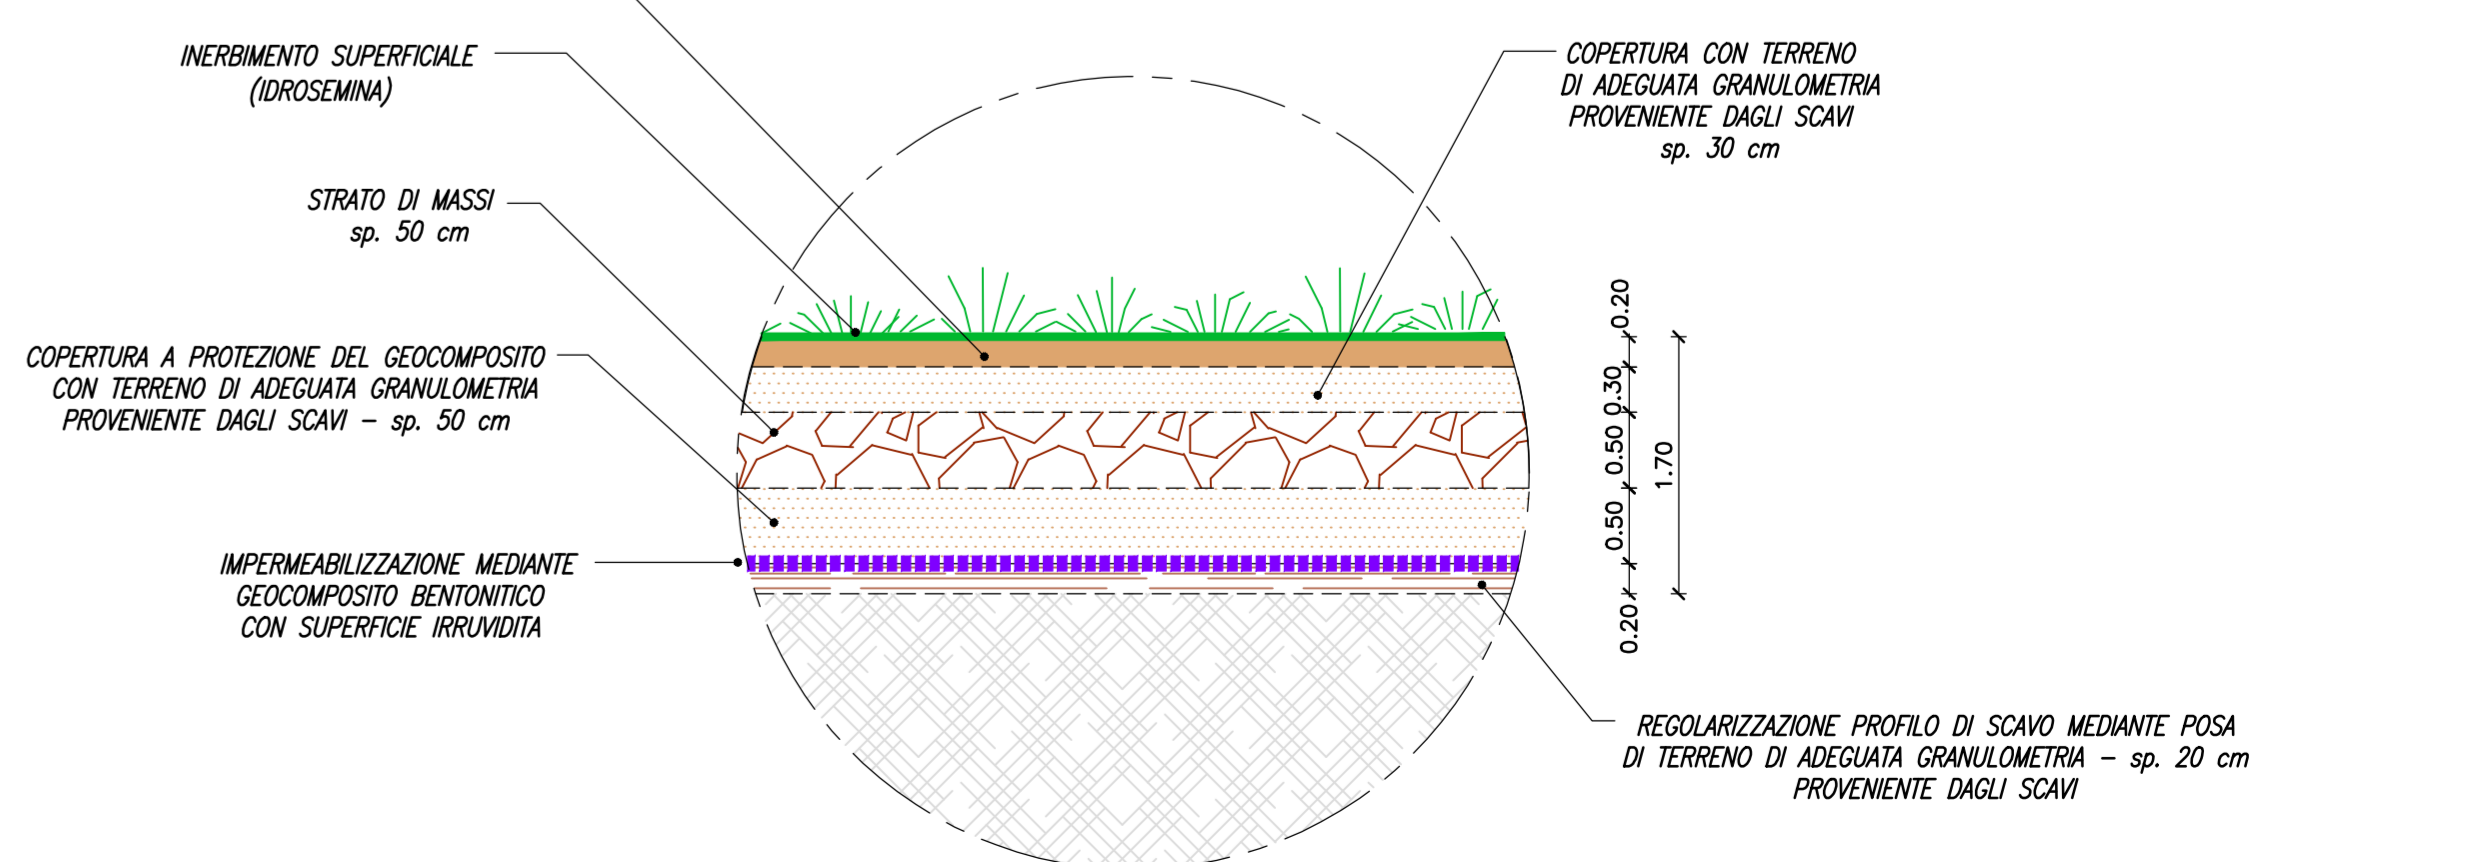 INERBIMENTO SUPERFICIALE
(IDROSEMINA)
STRATO DI MASSI
sp. 50 cm
COPERTURA A PROTEZIONE DEL GEOCOMPOSITO
CON TERRENO DI ADEGUATA GRANULOMETRIA
PROVENIENTE DAGLI SCAVI – sp. 50 cm
IMPERMEABILIZZAZIONE MEDIANTE
GEOCOMPOSITO BENTONITICO
CON SUPERFICIE IRRUVIDITA
COPERTURA CON TERRENO
DI ADEGUATA GRANULOMETRIA
PROVENIENTE DAGLI SCAVI
sp. 30 cm
0.20
0.30
0.50
0.50
0.20
1.70
REGOLARIZZAZIONE PROFILO DI SCAVO MEDIANTE POSA
DI TERRENO DI ADEGUATA GRANULOMETRIA – sp. 20 cm
PROVENIENTE DAGLI SCAVI